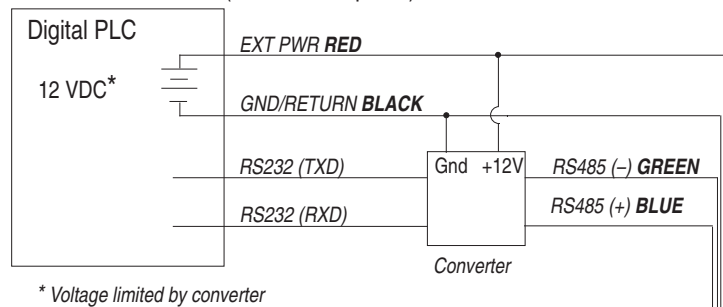 Digital PLC
EXT PWR RED
12 VDC*
GND/RETURN BLACK
RS232 (TXD)
Gnd +12V
RS485 (–) GREEN
RS232 (RXD)
RS485 (+) BLUE
Converter
* Voltage limited by converter